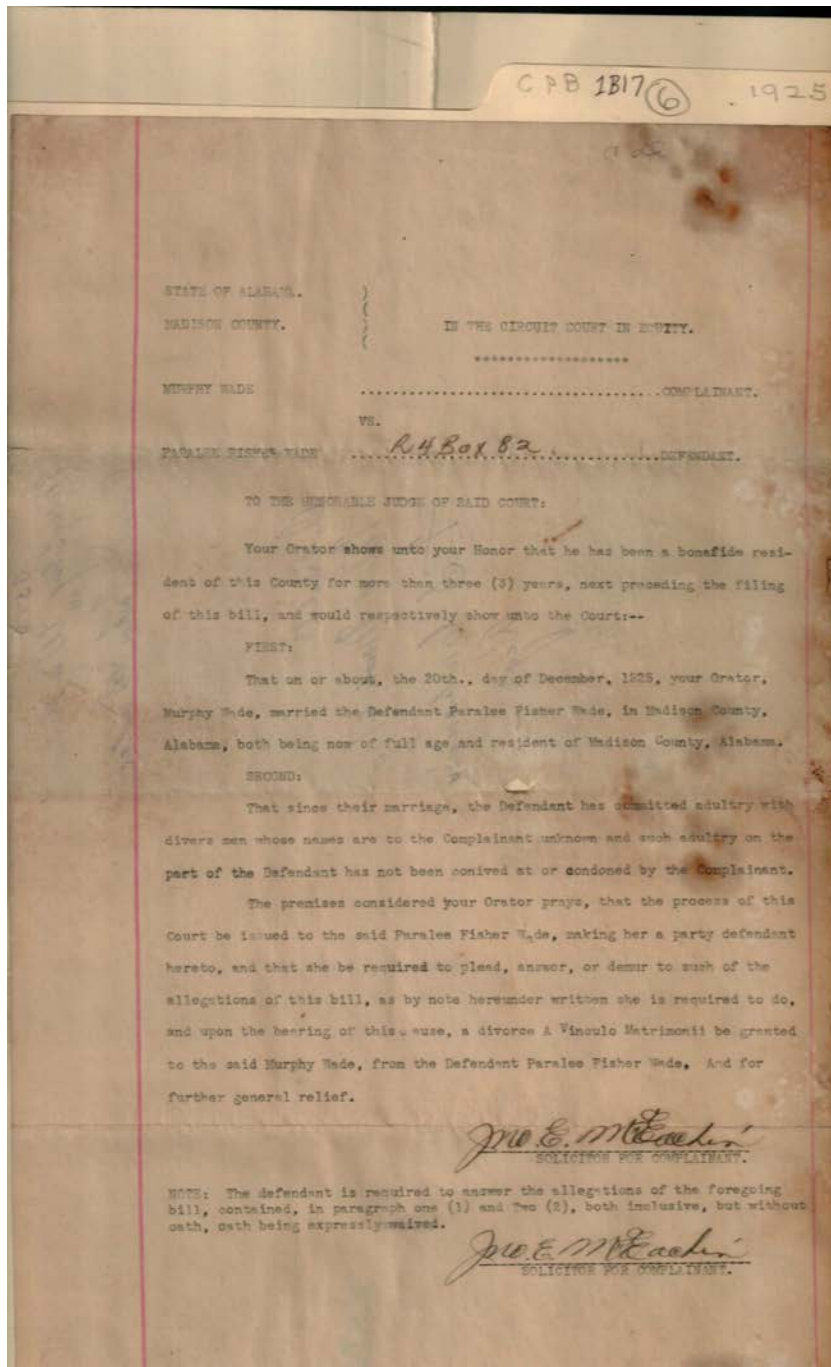 CPB 1B17 6 . 1925
STATE OF ALABAMA. )
(
MADISON COUNTY. ) IN THE CIRCUIT COURT IN EQUITY.
(
*******************
MURPHY WADE ......................................COMPLAINANT.
VS.
PARALEE FISHER WADE ....R4 Box 82.................DEFENDANT.
TO THE HONORABLE JUDGE OF SAID COURT:
Your Orator shows unto your Honor that he has been a bonafide resi-
dent of this County for more than three (3) years, next preceding the filing
of this bill, and would respectively show unto the Court:--
FIRST:
That on or about, the 20th., day of December, 1925, your Orator,
Murphy Wade, married the Defendant Paralee Fisher Wade, in Madison County,
Alabama, both being now of full age and resident of Madison County, Alabama.
SECOND:
That since their marriage, the Defendant has committed adultry with
divers men whose names are to the Complainant unknown and such adultry on the
part of the Defendant has not been conived at or condoned by the Complainant.
The premises considered your Orator prays, that the process of this
Court be issued to the said Paralee Fisher Wade, making her a party defendant
hereto, and that she be required to plead, answer, or demur to such of the
allegations of this bill, as by note hereunder written she is required to do,
and upon the hearing of this cause, a divorce A Vinculo Matrimonii be granted
to the said Murphy Wade, from the Defendant Paralee Fisher Wade. And for
further general relief.
Jno. E. McEachin
SOLICITOR FOR COMPLAINANT.
NOTE: The defendant is required to answer the allegations of the foregoing
bill, contained, in paragraph one (1) and Two (2), both inclusive, but without
oath, oath being expressly waived.
Jno. E. McEachin
SOLICITOR FOR COMPLAINANT.